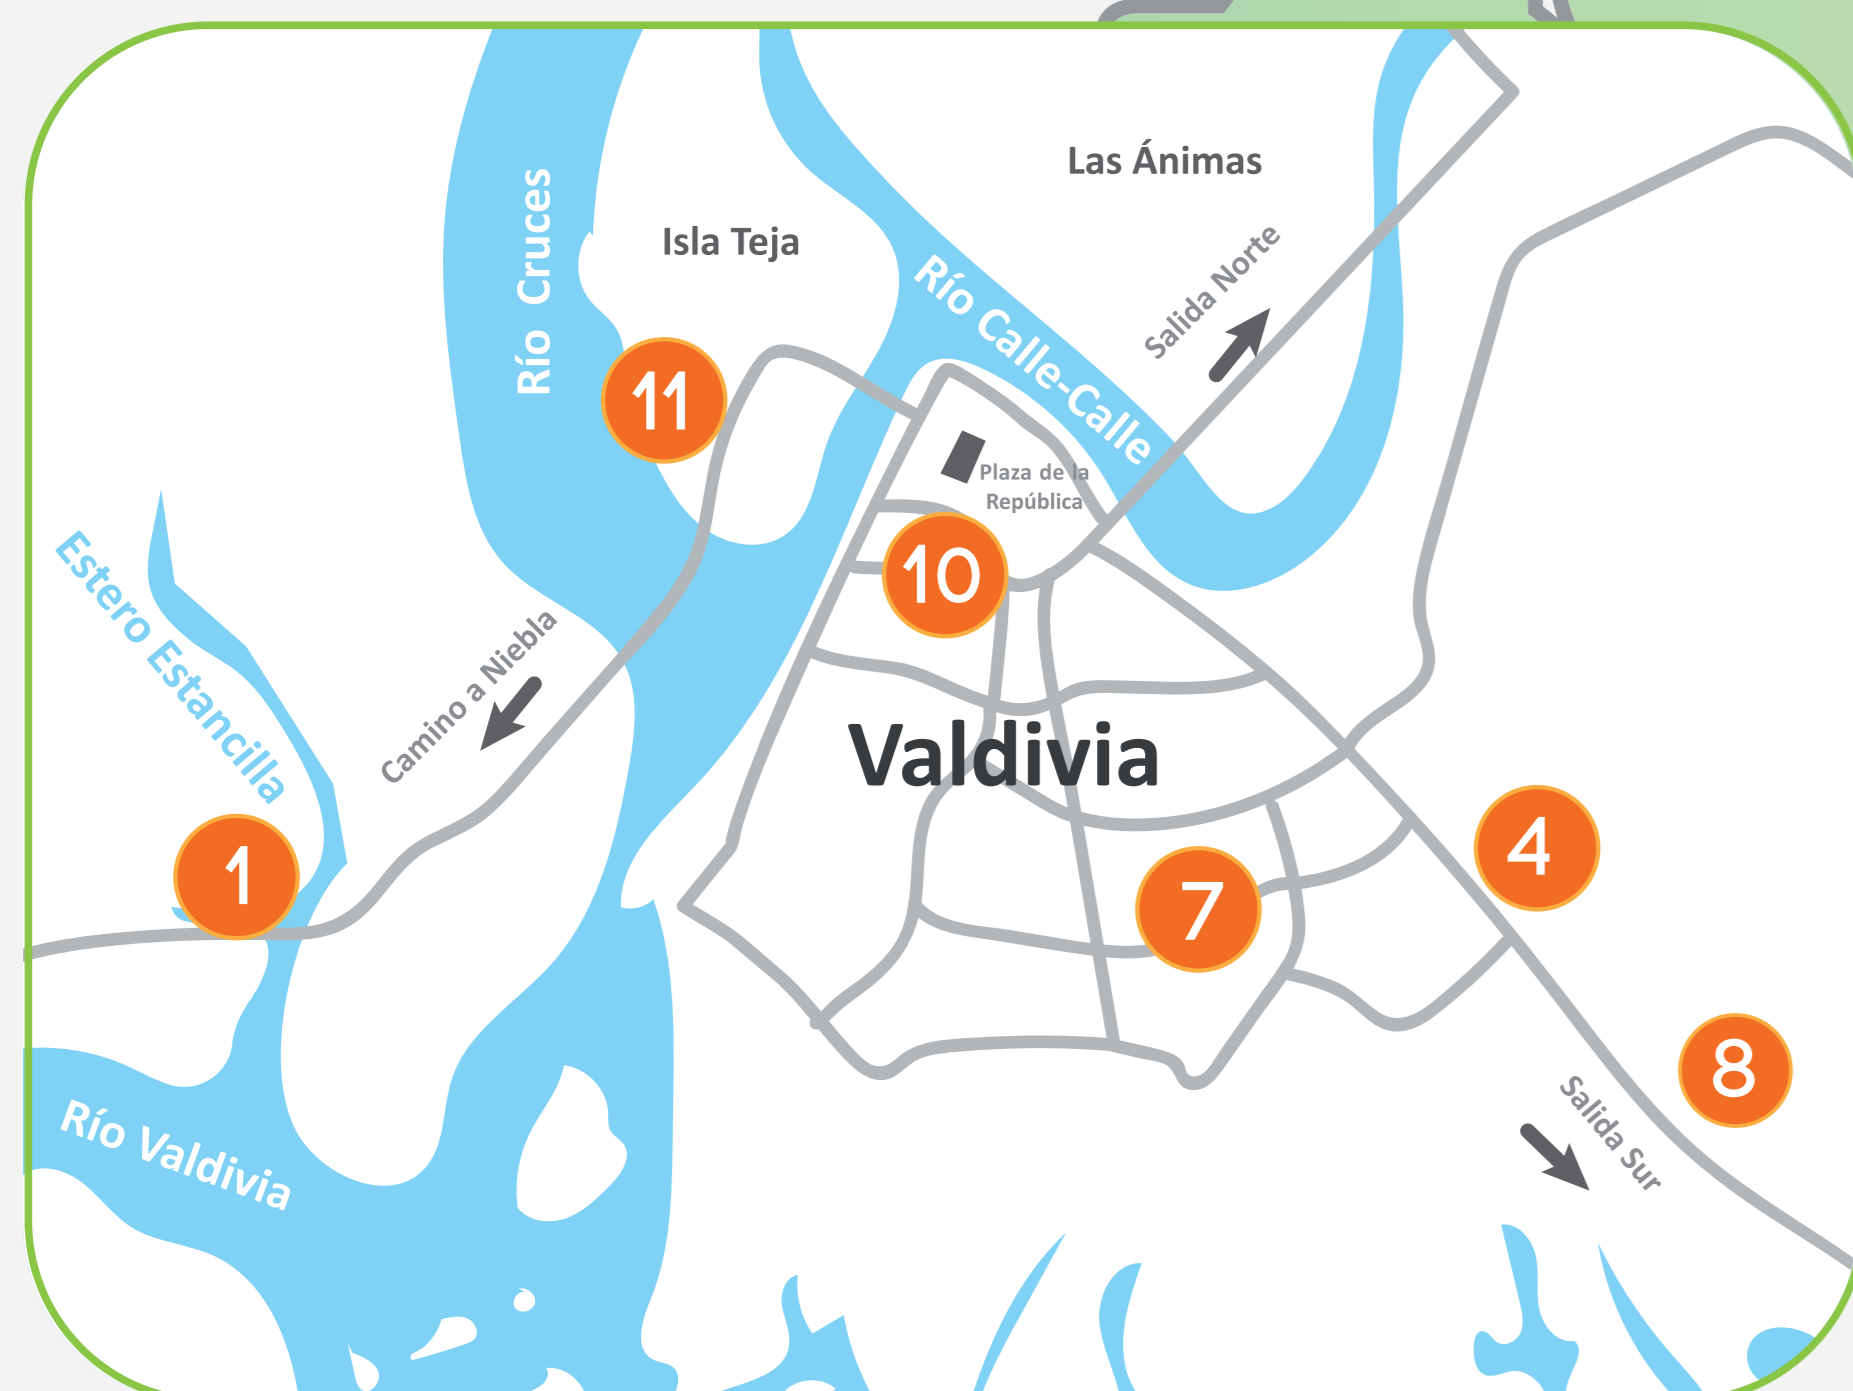 Las Ánimas
Río Cruces
Isla Teja
Río Calle-Calle
Salida Norte
11
Plaza de la
República
10
Estero Estancilla
Camino a Niebla
Valdivia
1
4
7
8
Salida Sur
Río Valdivia